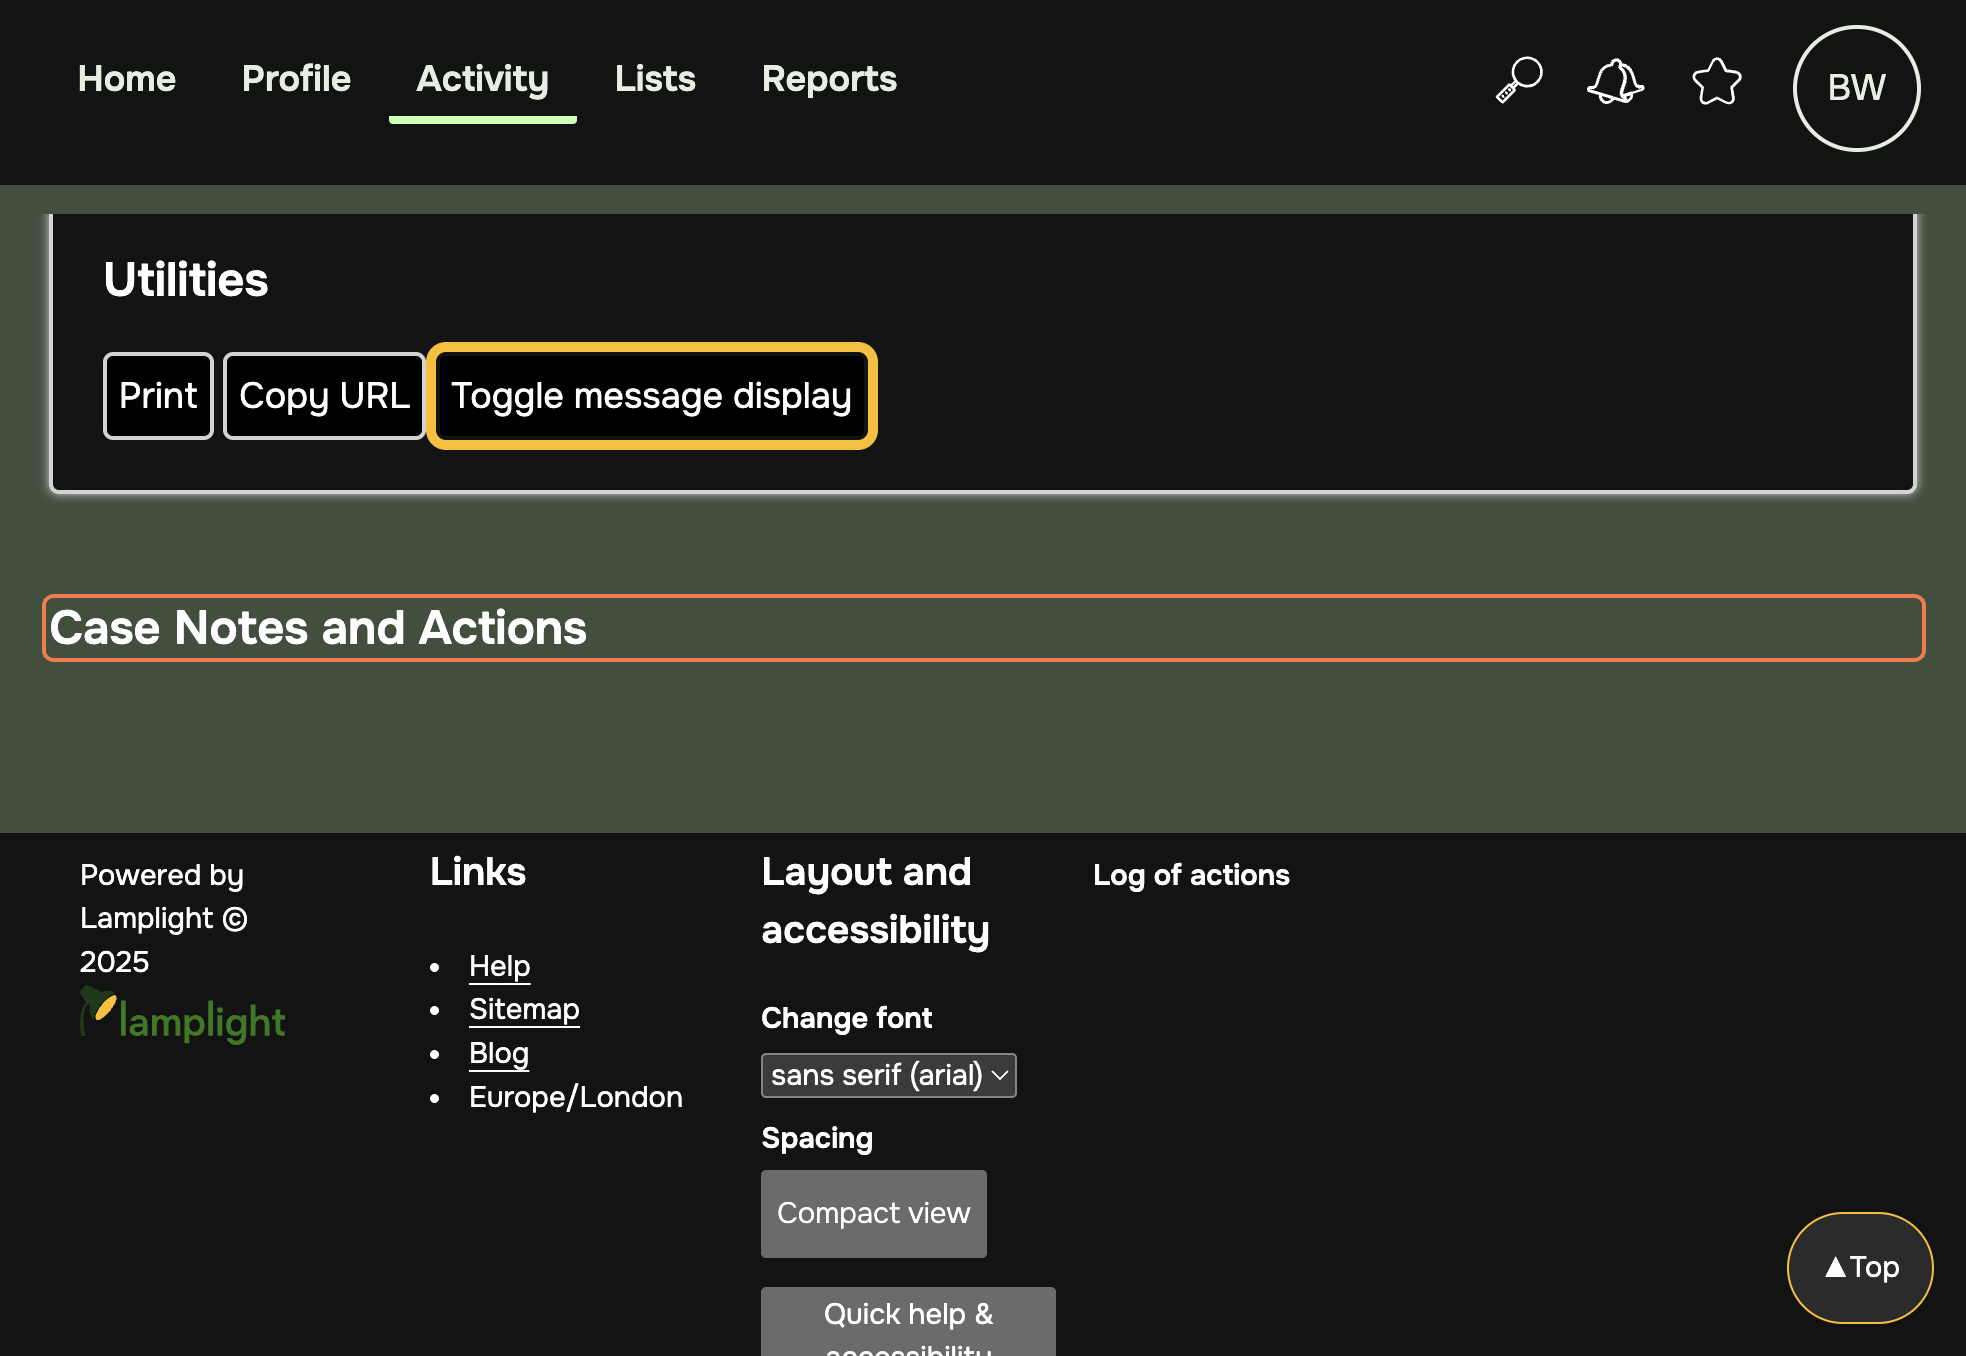 Home Profile Activity Lists Reports BW
Utilities
Print Copy URL Toggle message display
Case Notes and Actions
Powered by
Lamplight ©
2025
lamplight
Links
• Help
• Sitemap
• Blog
• Europe/London
Layout and
accessibility
Change font
sans serif (arial)
Spacing
Compact view
Quick help &
accessibility
Log of actions
▲Top